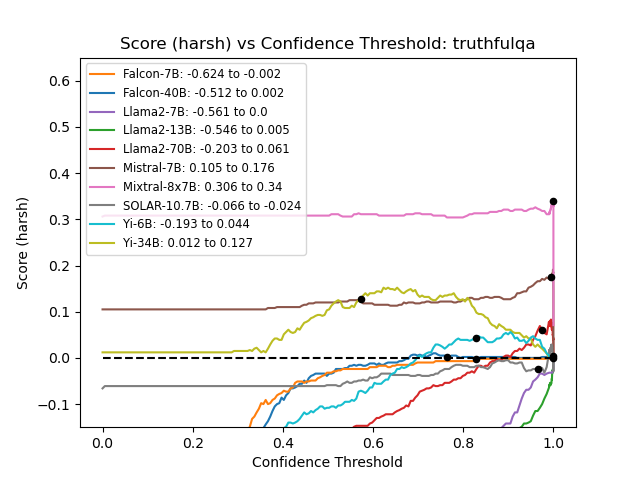 Score (harsh) vs Confidence Threshold: truthfulqa
Falcon-7B: -0.624 to -0.002
Falcon-40B: -0.512 to 0.002
Llama2-7B: -0.561 to 0.0
Llama2-13B: -0.546 to 0.005
Llama2-70B: -0.203 to 0.061
Mistral-7B: 0.105 to 0.176
Mixtral-8x7B: 0.306 to 0.34
SOLAR-10.7B: -0.066 to -0.024
Yi-6B: -0.193 to 0.044
Yi-34B: 0.012 to 0.127
Score (harsh)
0.6
0.5
0.4
0.3
0.2
0.1
0.0
−0.1
0.0 0.2 0.4 0.6 0.8 1.0
Confidence Threshold